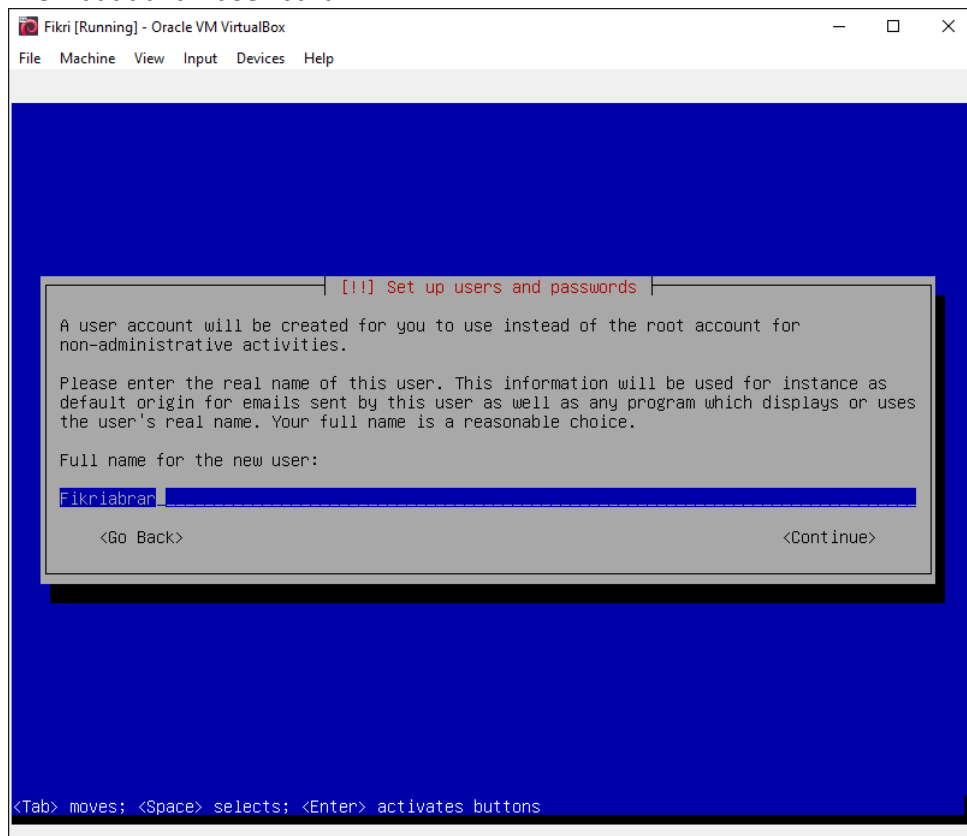 Fikri [Running] - Oracle VM VirtualBox
File Machine View Input Devices Help
[!!] Set up users and passwords
A user account will be created for you to use instead of the root account for
non-administrative activities.
Please enter the real name of this user. This information will be used for instance as
default origin for emails sent by this user as well as any program which displays or uses
the user's real name. Your full name is a reasonable choice.
Full name for the new user:
Fikriabrar
<Go Back> <Continue>
<Tab> moves; <Space> selects; <Enter> activates buttons